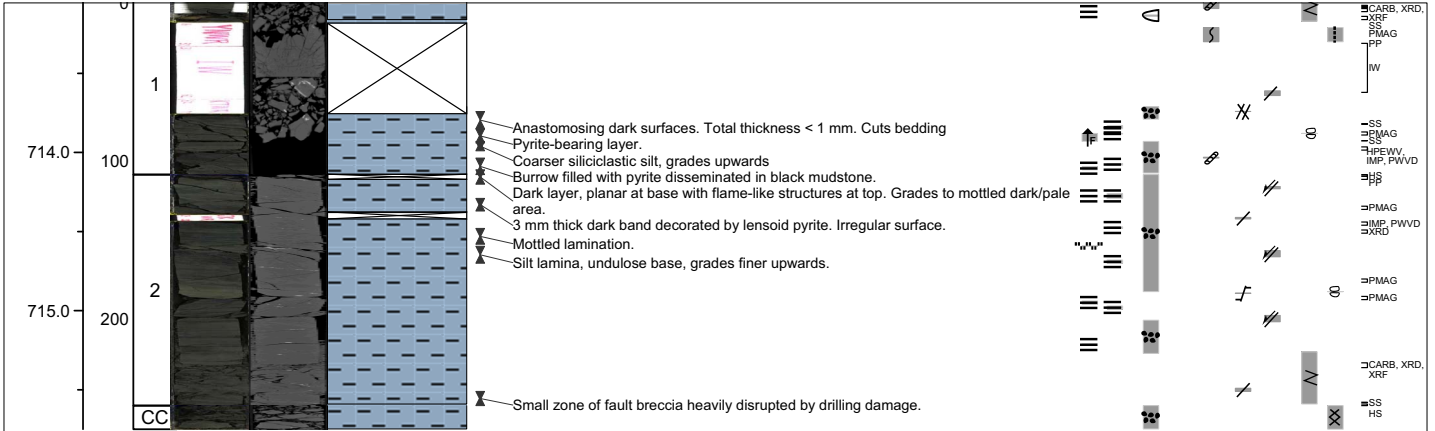 0
1
714.0
100
2
715.0
200
CC
Anastomosing dark surfaces. Total thickness < 1 mm. Cuts bedding
Pyrite-bearing layer.
Coarser siliciclastic silt, grades upwards
Burrow filled with pyrite disseminated in black mudstone.
Dark layer, planar at base with flame-like structures at top. Grades to mottled dark/pale
area.
3 mm thick dark band decorated by lensoid pyrite. Irregular surface.
Mottled lamination.
Silt lamina, undulose base, grades finer upwards.
Small zone of fault breccia heavily disrupted by drilling damage.
F
CARB, XRD,
XRF
SS
PMAG
PP
IW
SS
PMAG
SS
HPEWV,
IMP, PWVD
HS
PP
PMAG
IMP, PWVD
XRD
PMAG
PMAG
CARB, XRD,
XRF
SS
HS